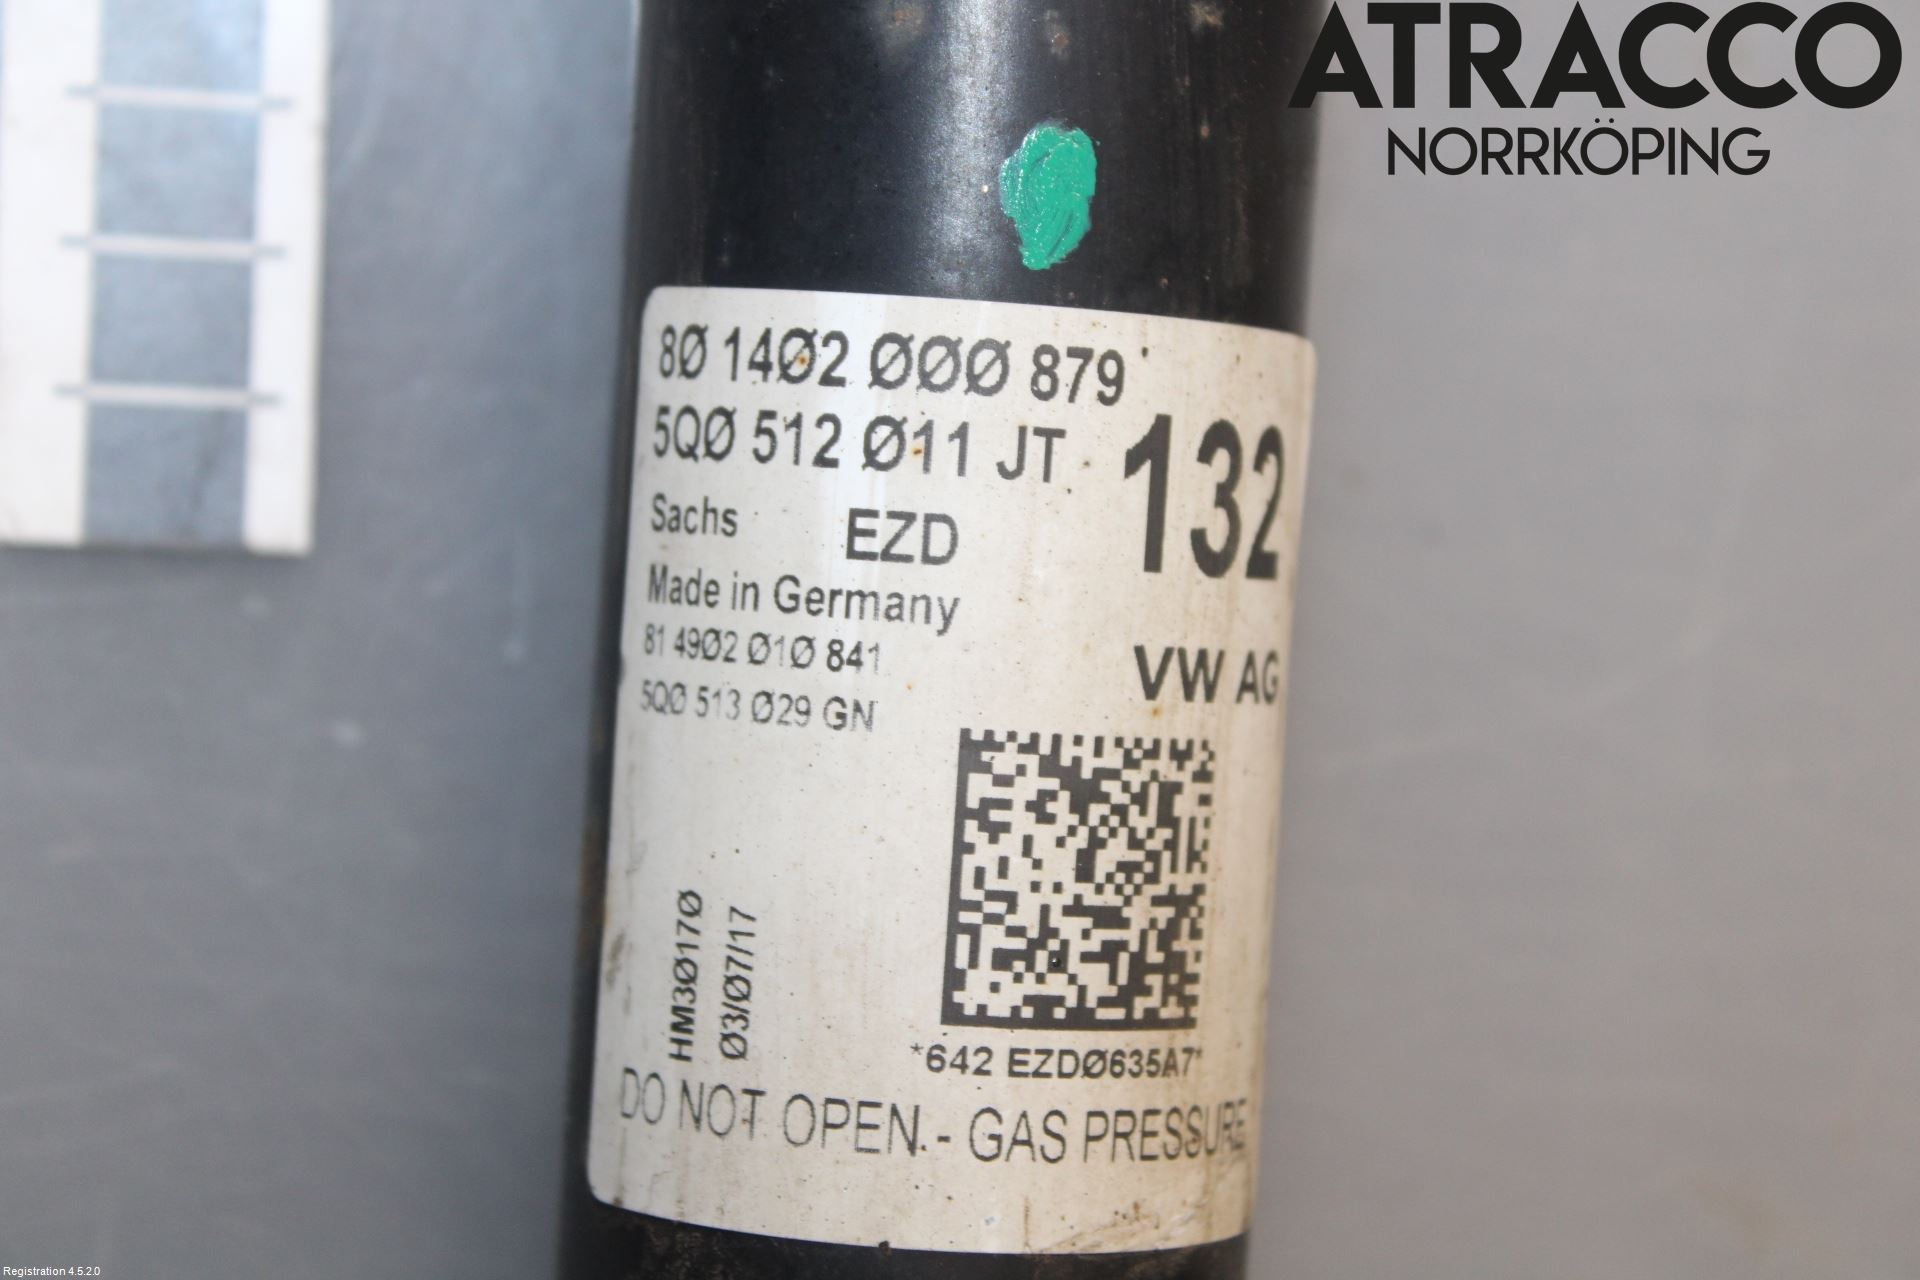 ATRACCO
NORRKÖPING
8Ø 14Ø2 ØØØ 879
5QØ 512 Ø11 JT
132
Sachs
EZD
Made in Germany
81 49Ø2 Ø1Ø 841
VW AG
5QØ 513 Ø29 GN
HM3Ø17Ø
Ø3/Ø7/17
*642 EZDØ635A7*
DO NOT OPEN.- GAS PRESSURE
Registration 4.5.2.0